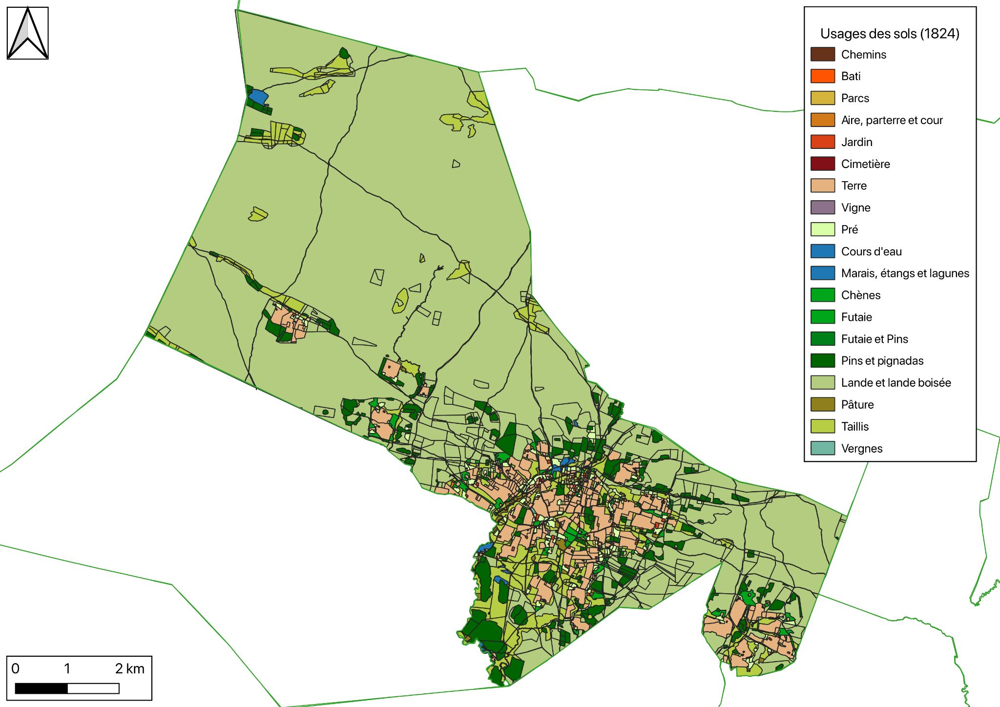 Usages des sols (1824)
Chemins
Bati
Parcs
Aire, parterre et cour
Jardin
Cimetière
Terre
Vigne
Pré
Cours d'eau
Marais, étangs et lagunes
Chènes
Futaie
Futaie et Pins
Pins et pignadas
Lande et lande boisée
Pâture
Taillis
Vergnes
0 1 2 km